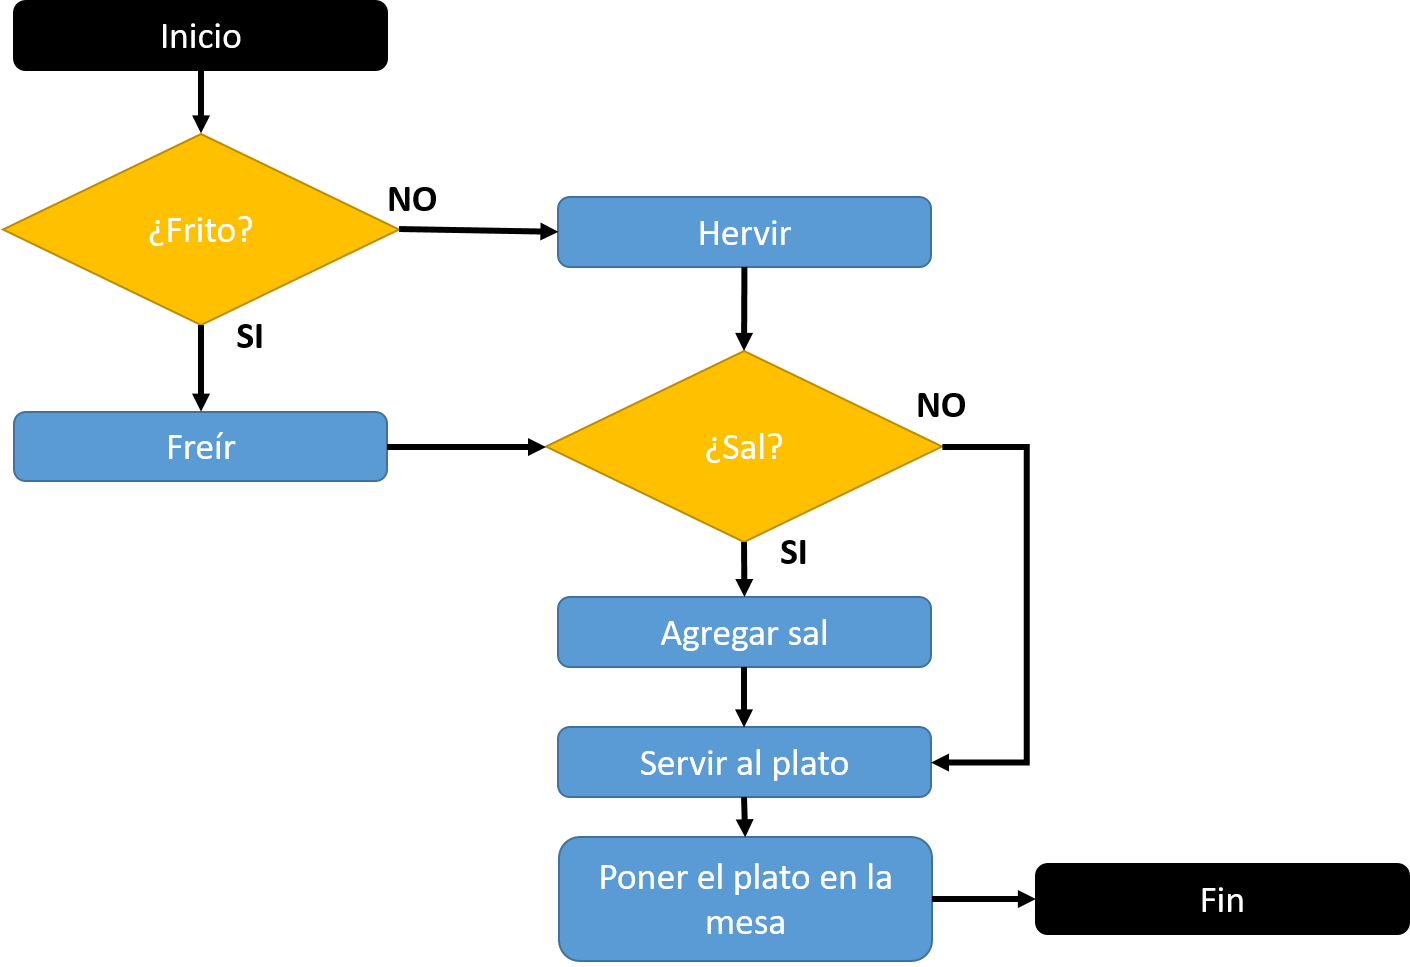 Inicio
¿Frito?
NO
Hervir
SI
Freír
¿Sal?
NO
SI
Agregar sal
Servir al plato
Poner el plato en la
mesa
Fin